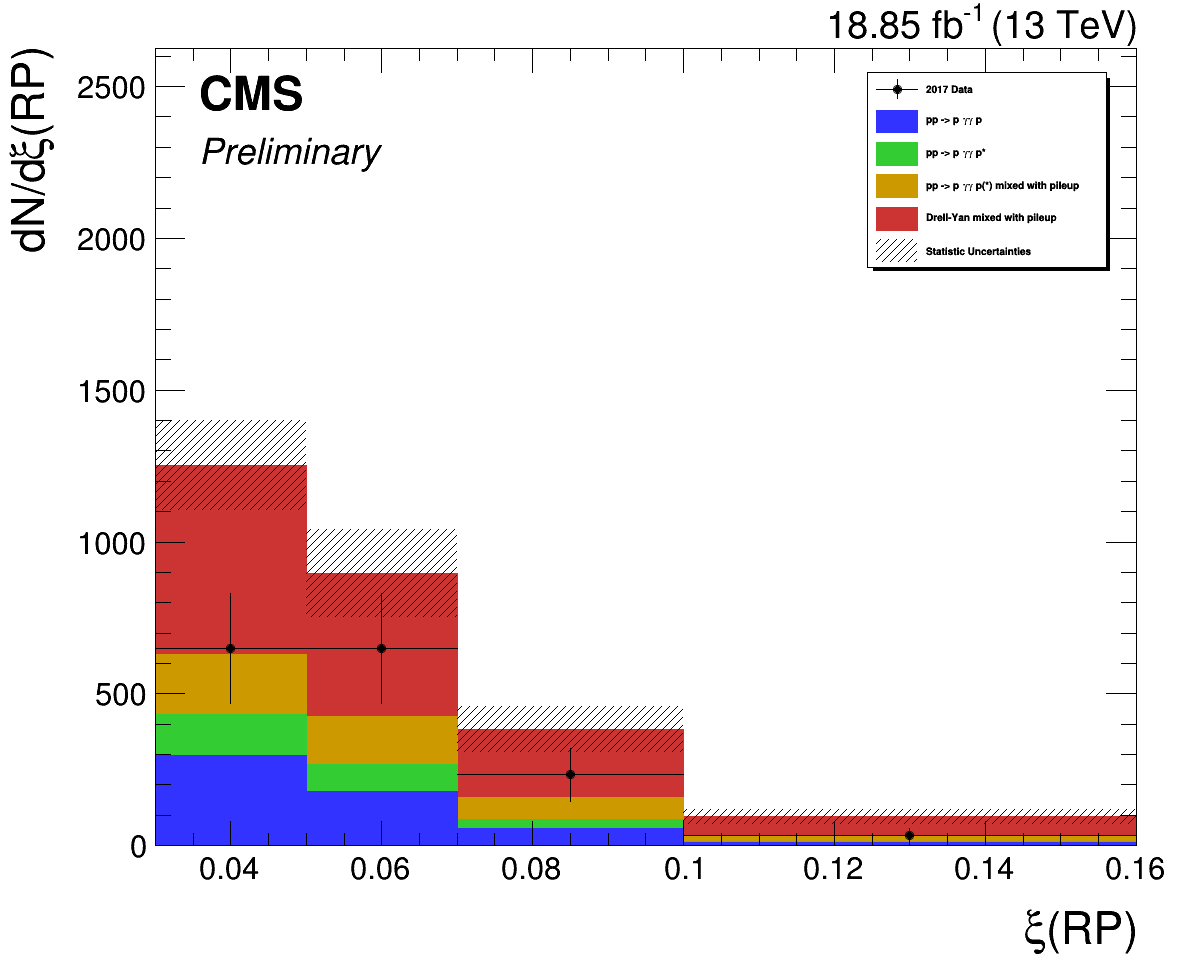 18.85 fb⁻¹ (13 TeV)
dN/dξ(RP)
CMS
Preliminary
2017 Data
pp -> p γγ p
pp -> p γγ p*
pp -> p γγ p(*) mixed with pileup
Drell-Yan mixed with pileup
Statistic Uncertainties
2500
2000
1500
1000
500
0
0.04 0.06 0.08 0.1 0.12 0.14 0.16
ξ(RP)